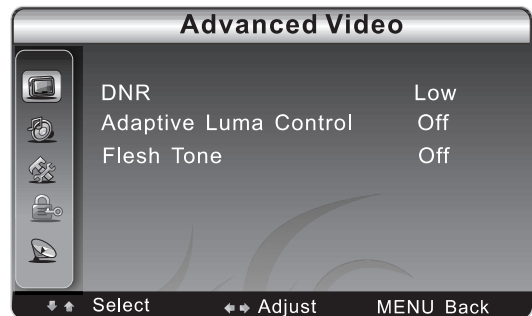 Advanced Video
DNR Low
Adaptive Luma Control Off
Flesh Tone Off
Select Adjust MENU Back